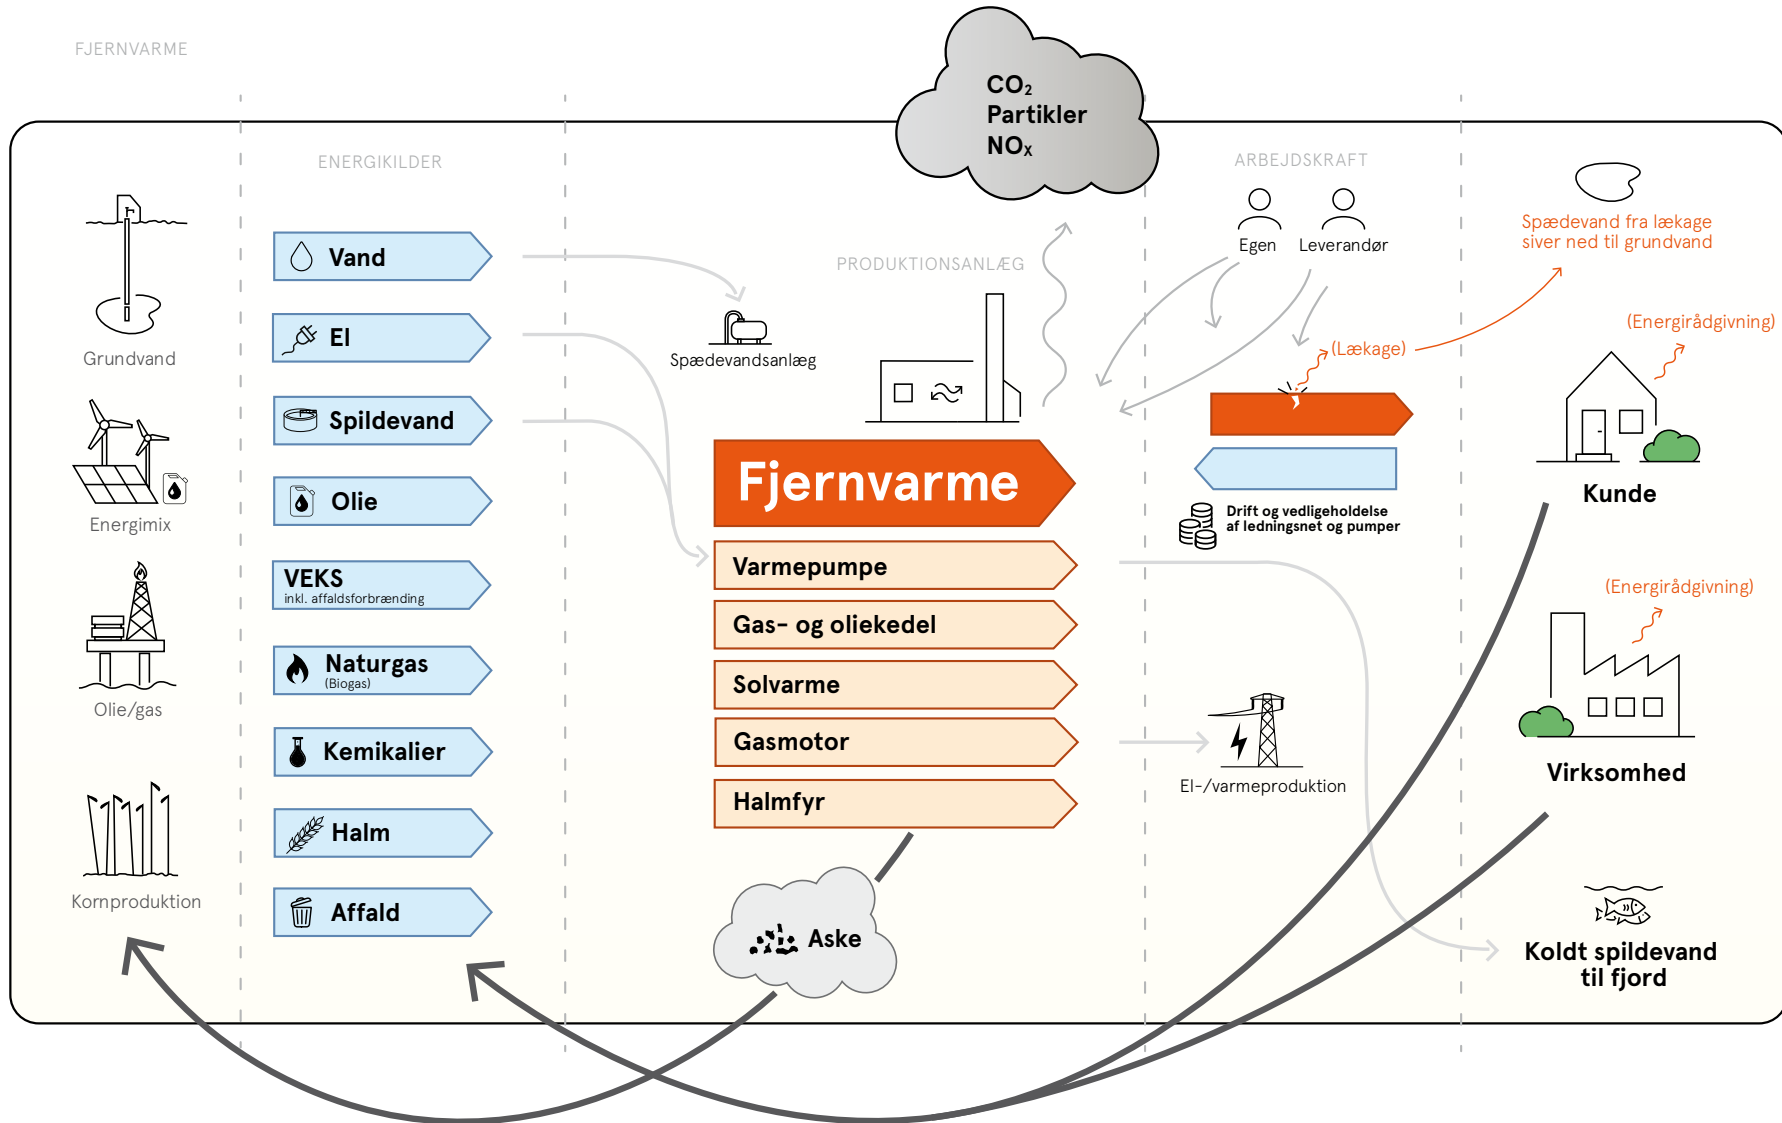 FJERNVARME
CO₂
Partikler
NOₓ
ENERGIKILDER
Grundvand
Energimix
Olie/gas
Kornproduktion
Vand
El
Spildevand
Olie
VEKS
inkl. affaldsforbrænding
Naturgas
(Biogas)
Kemikalier
Halm
Affald
Spædevandsanlæg
PRODUKTIONSANLÆG
Fjernvarme
Varmepumpe
Gas- og oliekedel
Solvarme
Gasmotor
Halmfyr
Aske
ARBEJDSKRAFT
Egen
Leverandør
(Lækage)
Drift og vedligeholdelse
af ledningsnet og pumper
El-/varmeproduktion
Spædevand fra lækage
siver ned til grundvand
(Energirådgivning)
Kunde
(Energirådgivning)
Virksomhed
Koldt spildevand
til fjord